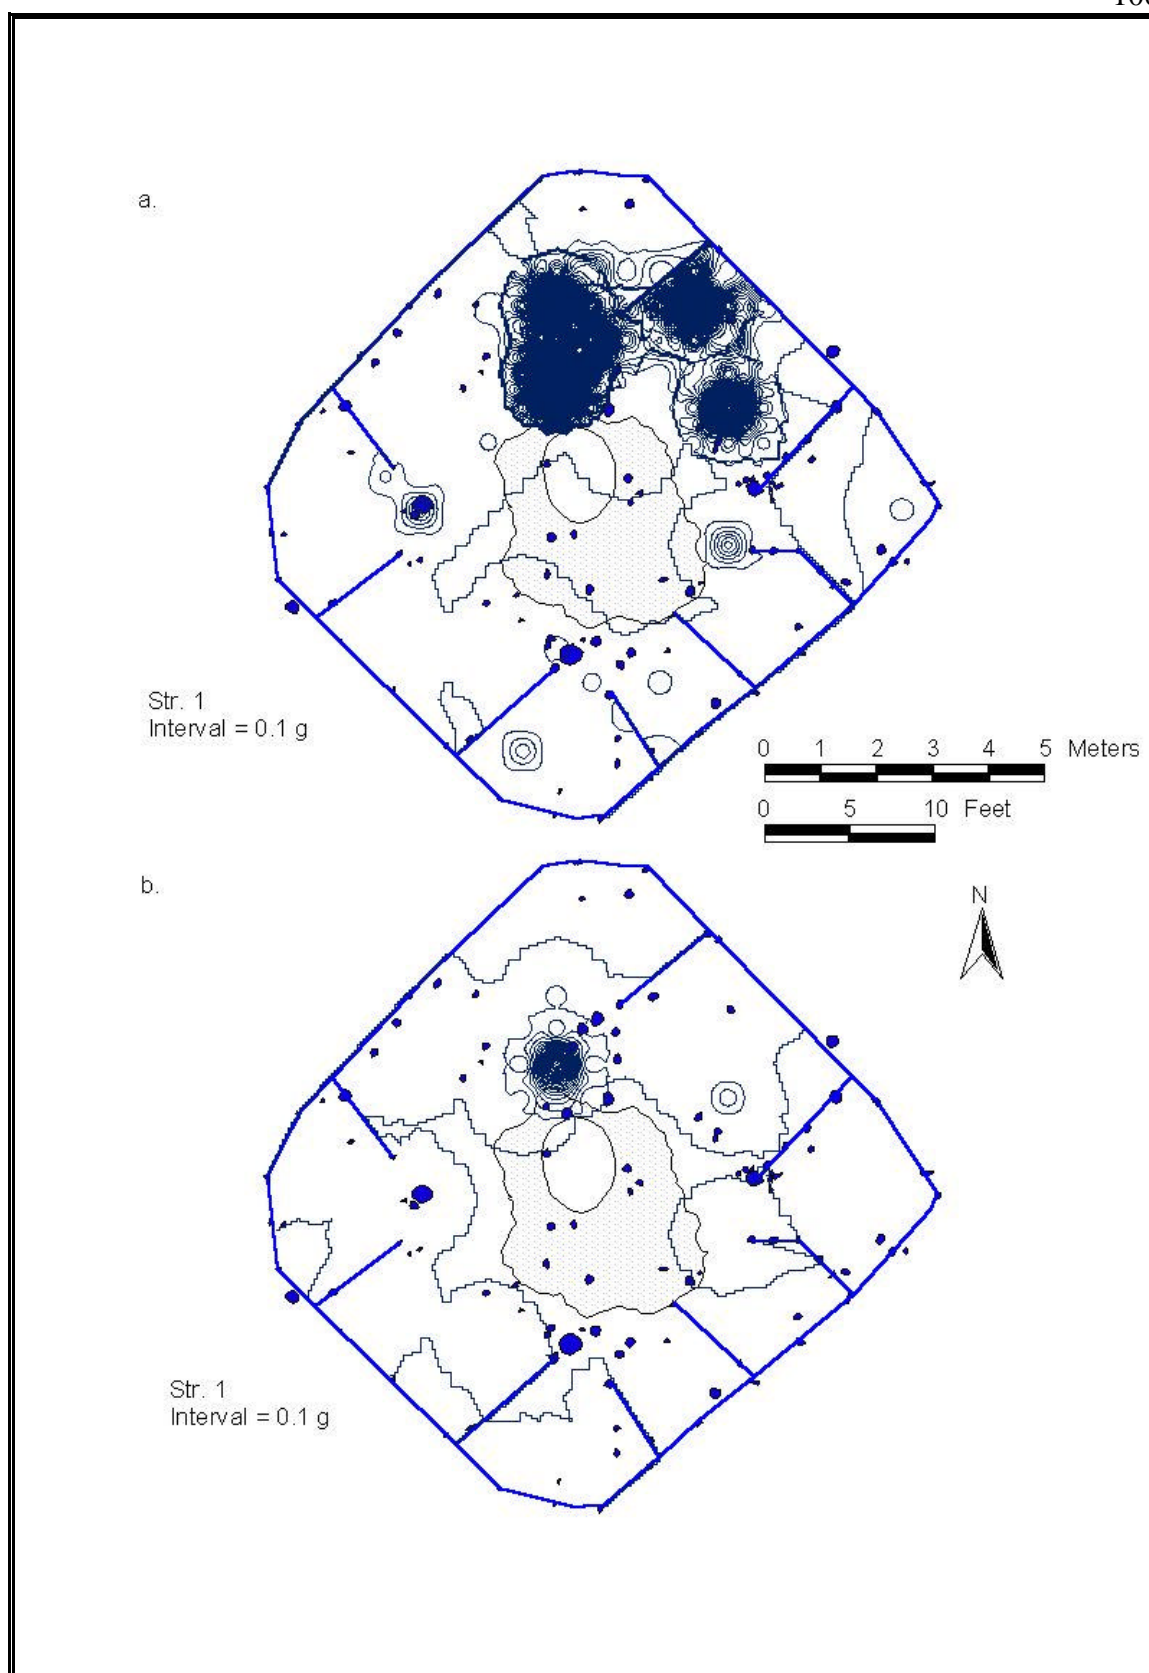 a.
Str. 1
Interval = 0.1 g
0 1 2 3 4 5 Meters
0 5 10 Feet
b.
N
Str. 1
Interval = 0.1 g